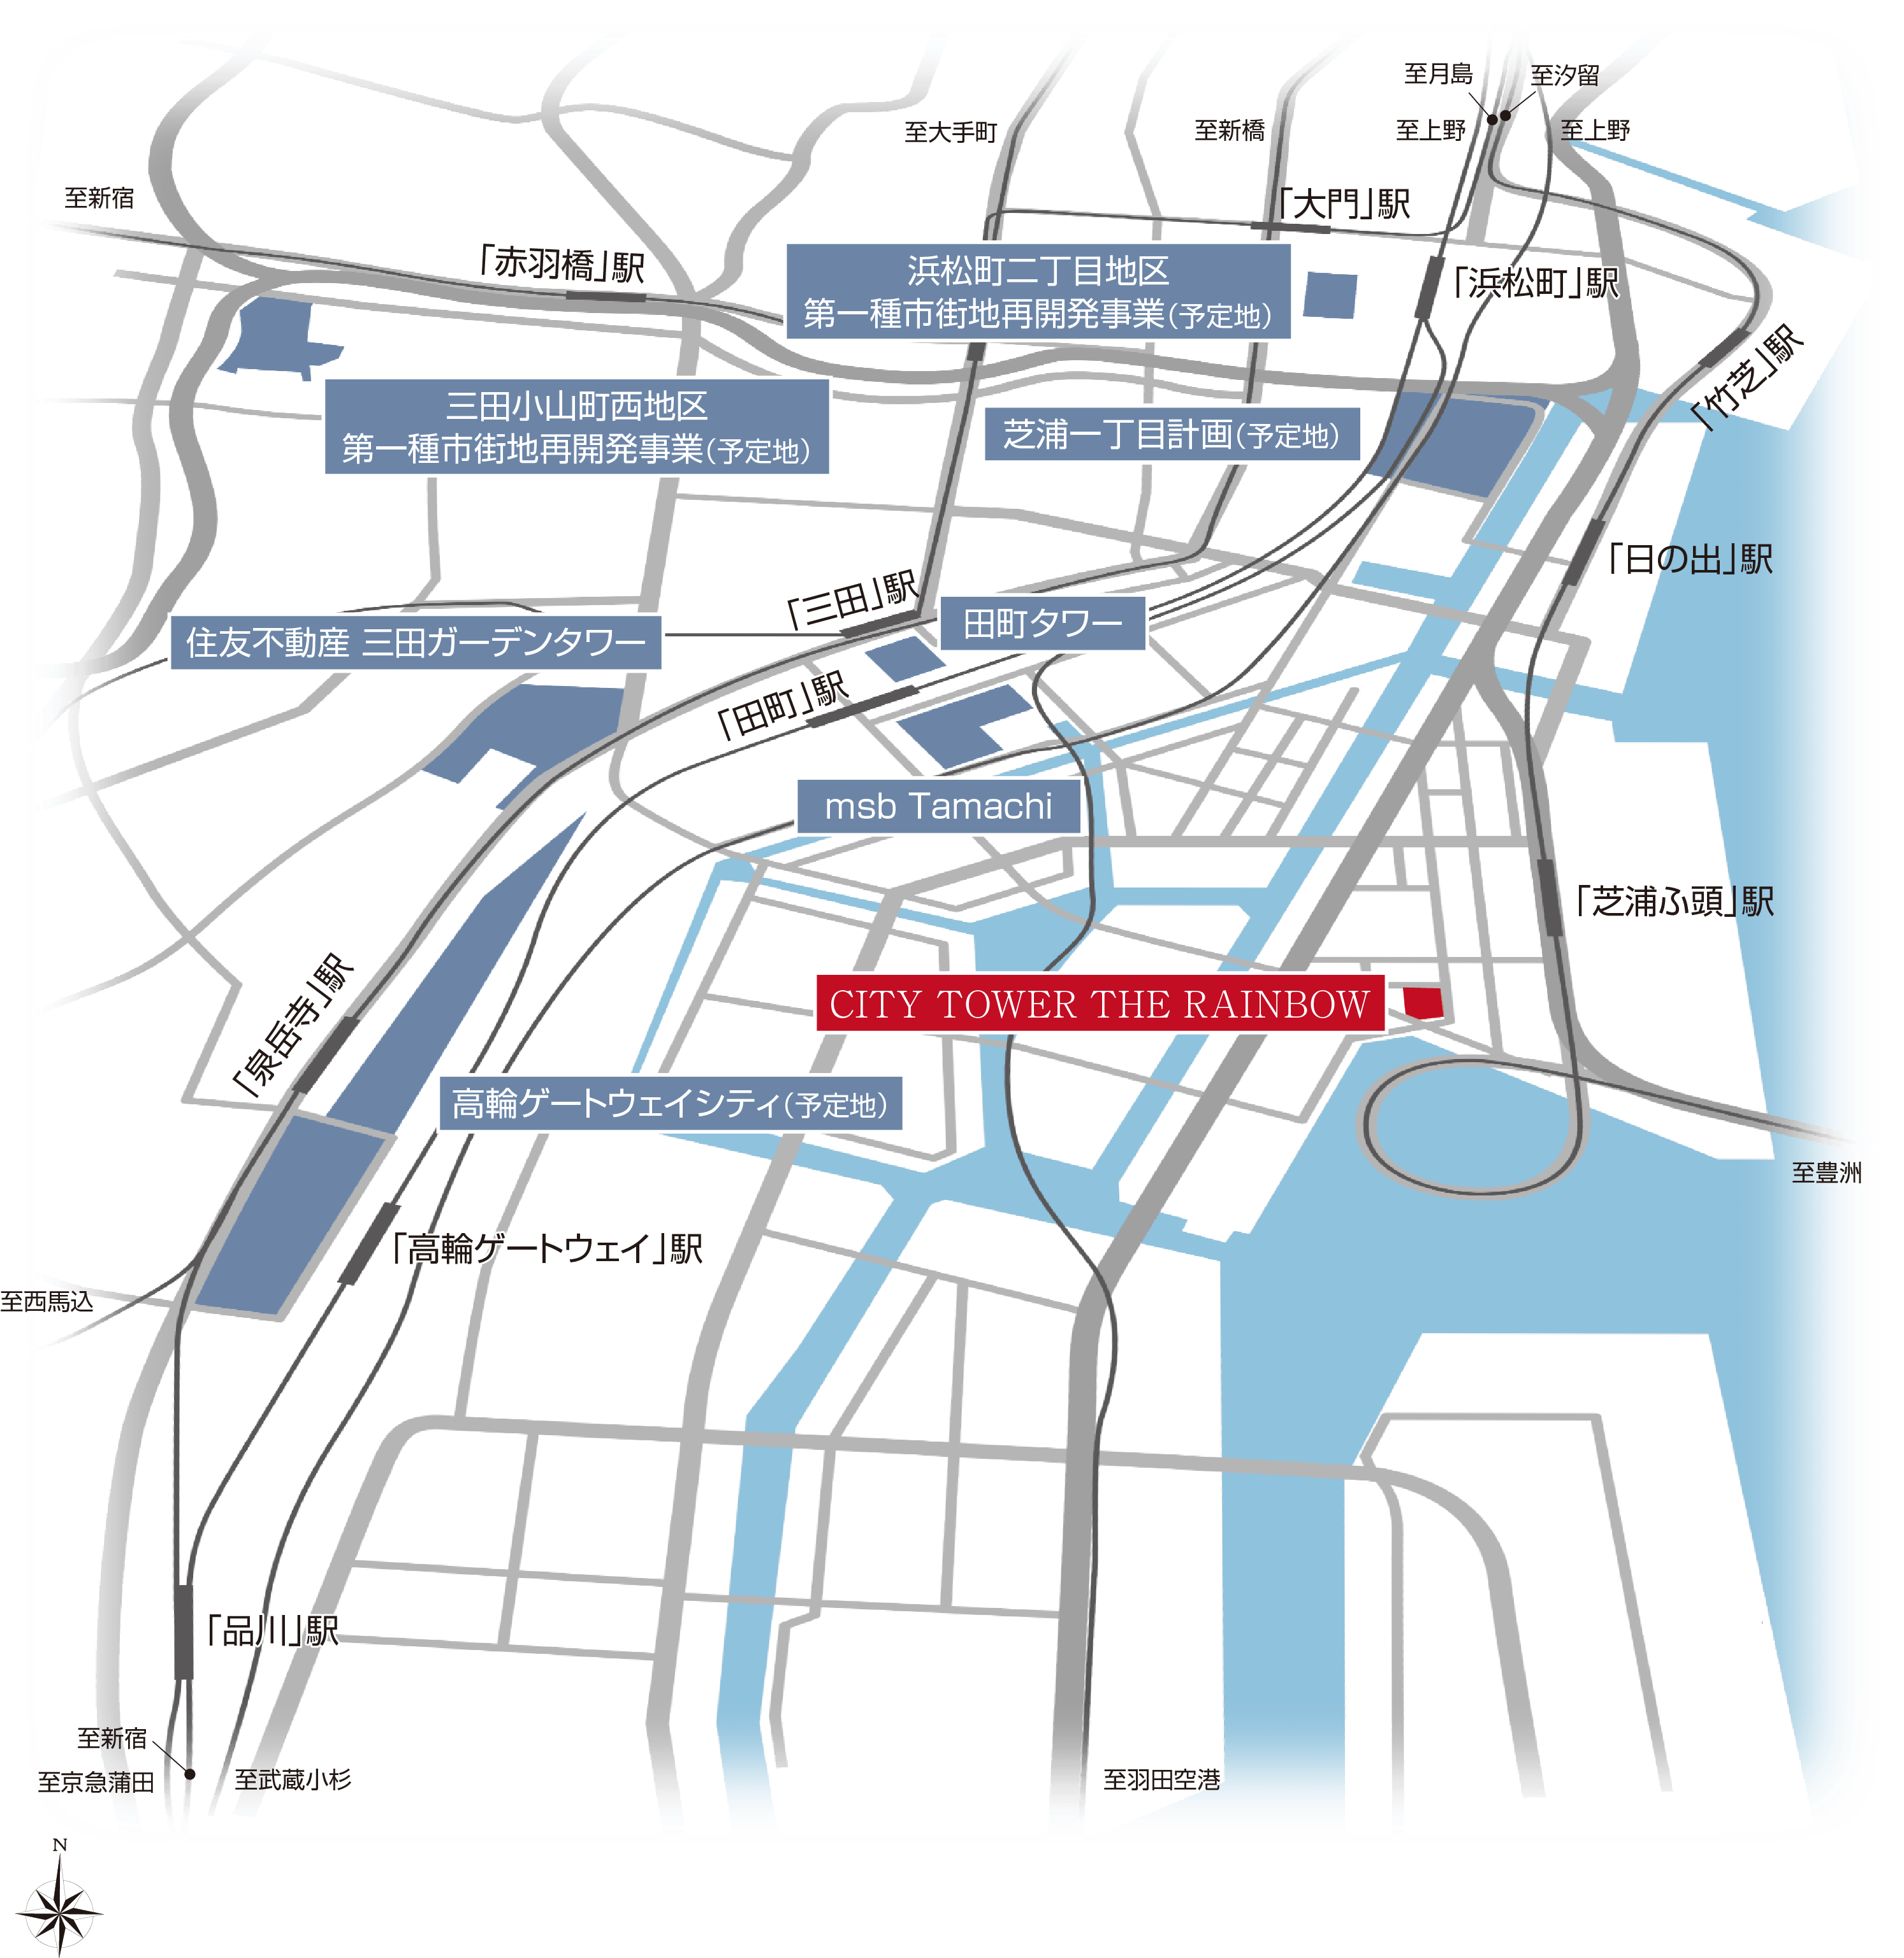 至月島
至汐留
至大手町
至新橋
至上野
至上野
至新宿
「大門」駅
「赤羽橋」駅
浜松町二丁目地区
第一種市街地再開発事業(予定地)
「浜松町」駅
「竹芝」駅
三田小山町西地区
第一種市街地再開発事業(予定地)
芝浦一丁目計画(予定地)
「日の出」駅
「三田」駅
田町タワー
住友不動産 三田ガーデンタワー
「田町」駅
msb Tamachi
「芝浦ふ頭」駅
「泉岳寺」駅
CITY TOWER THE RAINBOW
高輪ゲートウェイシティ(予定地)
至豊洲
「高輪ゲートウェイ」駅
至西馬込
「品川」駅
至新宿
至京急蒲田
至武蔵小杉
至羽田空港
N